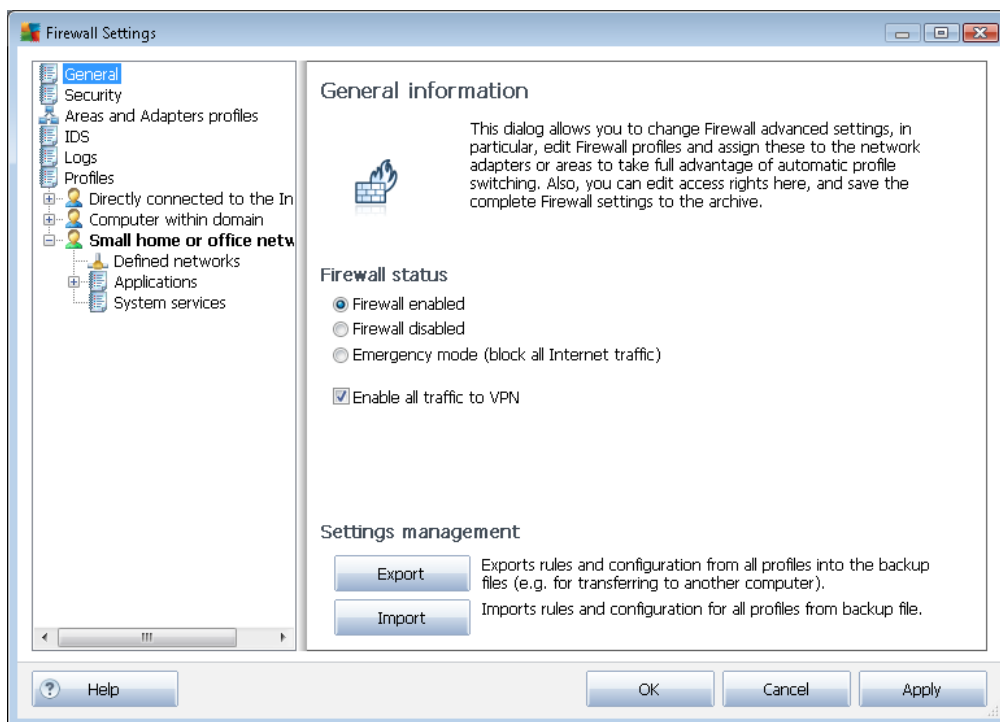 Firewall Settings
General
Security
Areas and Adapters profiles
IDS
Logs
Profiles
Directly connected to the In
Computer within domain
Small home or office netw
Defined networks
Applications
System services
General information
This dialog allows you to change Firewall advanced settings, in
particular, edit Firewall profiles and assign these to the network
adapters or areas to take full advantage of automatic profile
switching. Also, you can edit access rights here, and save the
complete Firewall settings to the archive.
Firewall status
Firewall enabled
Firewall disabled
Emergency mode (block all Internet traffic)
Enable all traffic to VPN
Settings management
Export
Exports rules and configuration from all profiles into the backup
files (e.g. for transferring to another computer).
Import
Imports rules and configuration for all profiles from backup file.
? Help
OK
Cancel
Apply